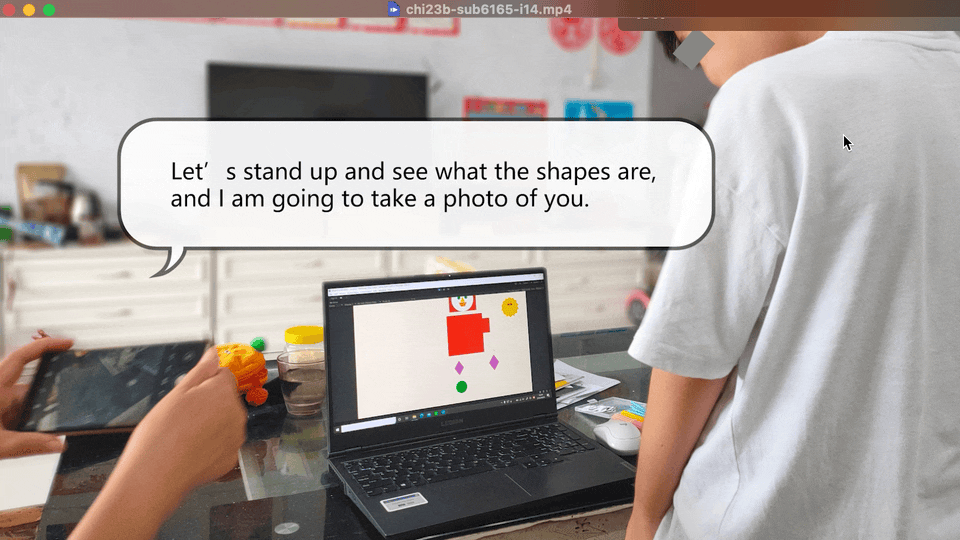 chi23b-sub6165-i14.mp4
Let’s stand up and see what the shapes are,
and I am going to take a photo of you.
LEGION